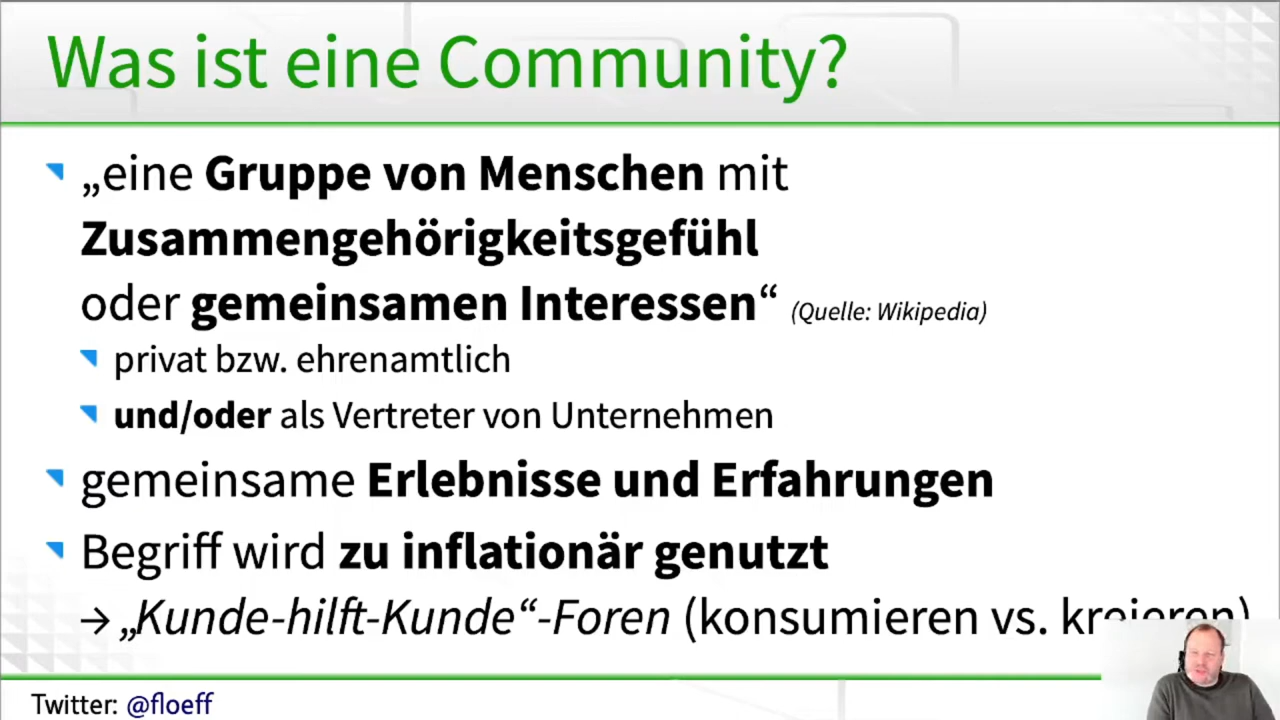 Was ist eine Community?
„eine Gruppe von Menschen mit
Zusammengehörigkeitsgefühl
oder gemeinsamen Interessen“ (Quelle: Wikipedia)
privat bzw. ehrenamtlich
und/oder als Vertreter von Unternehmen
gemeinsame Erlebnisse und Erfahrungen
Begriff wird zu inflationär genutzt
→ „Kunde-hilft-Kunde“-Foren (konsumieren vs. kreieren)
Twitter: @floeff